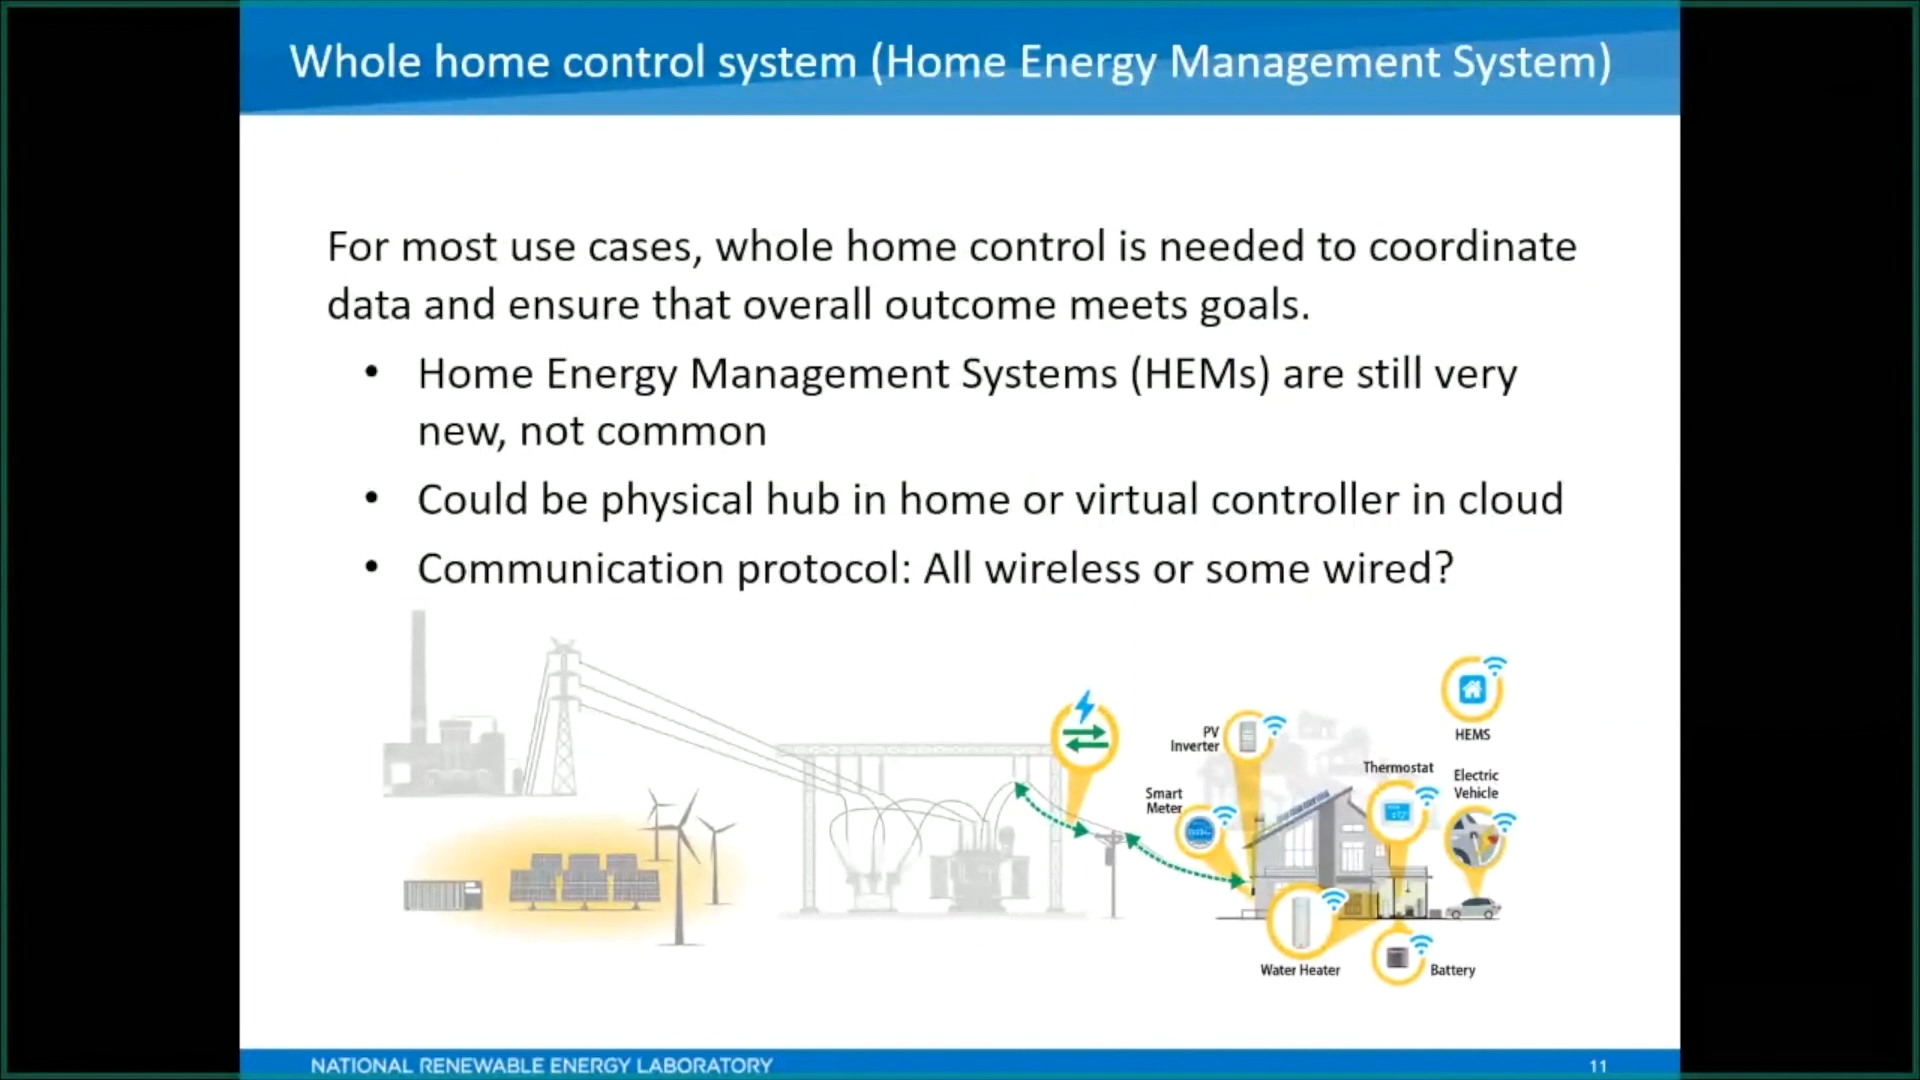 Whole home control system (Home Energy Management System)
For most use cases, whole home control is needed to coordinate
data and ensure that overall outcome meets goals.
• Home Energy Management Systems (HEMs) are still very
new, not common
• Could be physical hub in home or virtual controller in cloud
• Communication protocol: All wireless or some wired?
HEMS
PV
Inverter
Thermostat
Electric
Vehicle
Smart
Meter
Water Heater
Battery
NATIONAL RENEWABLE ENERGY LABORATORY
11